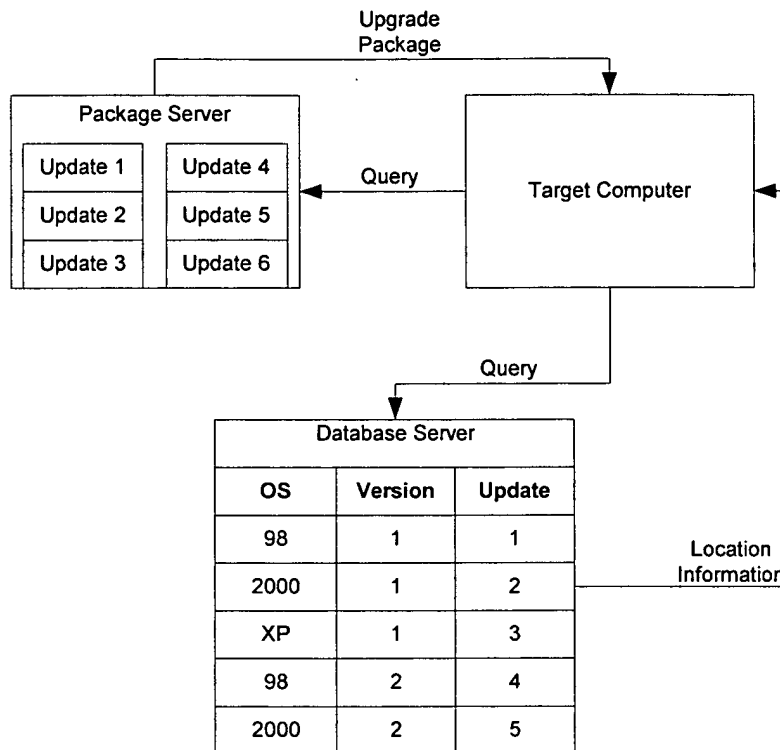 Upgrade
Package
Package Server
Update 1
Update 4
Update 2
Update 5
Update 3
Update 6
Query
Target Computer
Query
Database Server
OS Version Update
98 1 1
2000 1 2
XP 1 3
98 2 4
2000 2 5
Location
Information